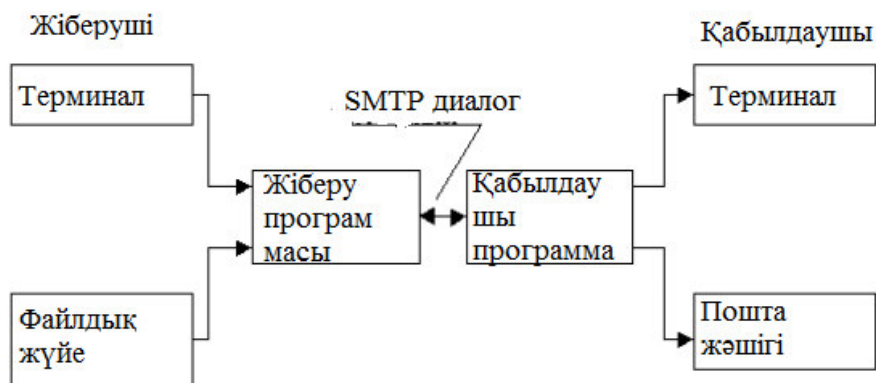 Жіберуші
Қабылдаушы
Терминал
SMTP диалог
Терминал
Жіберу
програм
масы
Қабылдау
шы
программа
Файлдық
жүйе
Пошта
жәшігі